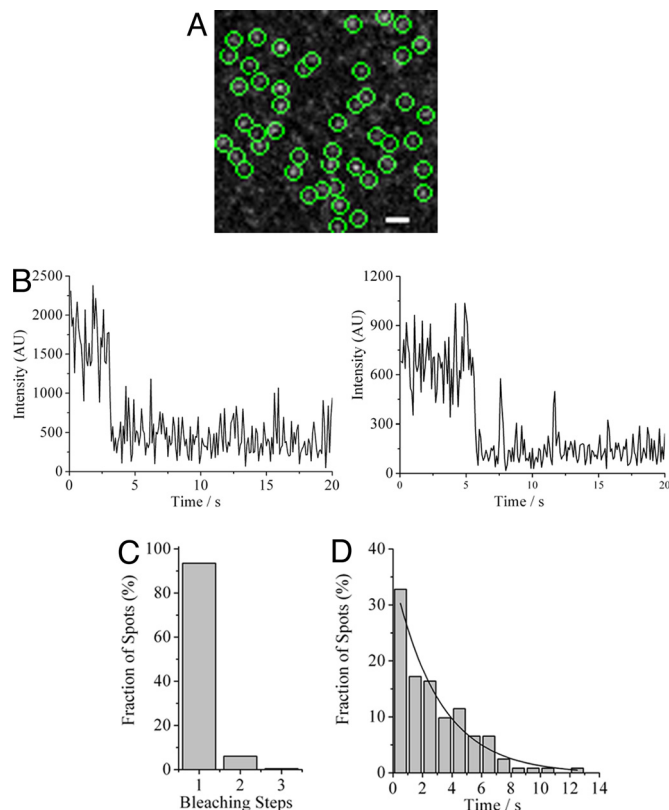 A
B
2500
2000
1500
1000
500
0
Intensity (AU)
0 5 10 15 20
Time / s
1200
900
600
300
0
Intensity (AU)
0 5 10 15 20
Time / s
C
100
80
60
40
20
0
Fraction of Spots (%)
1 2 3
Bleaching Steps
D
40
30
20
10
0
Fraction of Spots (%)
0 2 4 6 8 10 12 14
Time / s